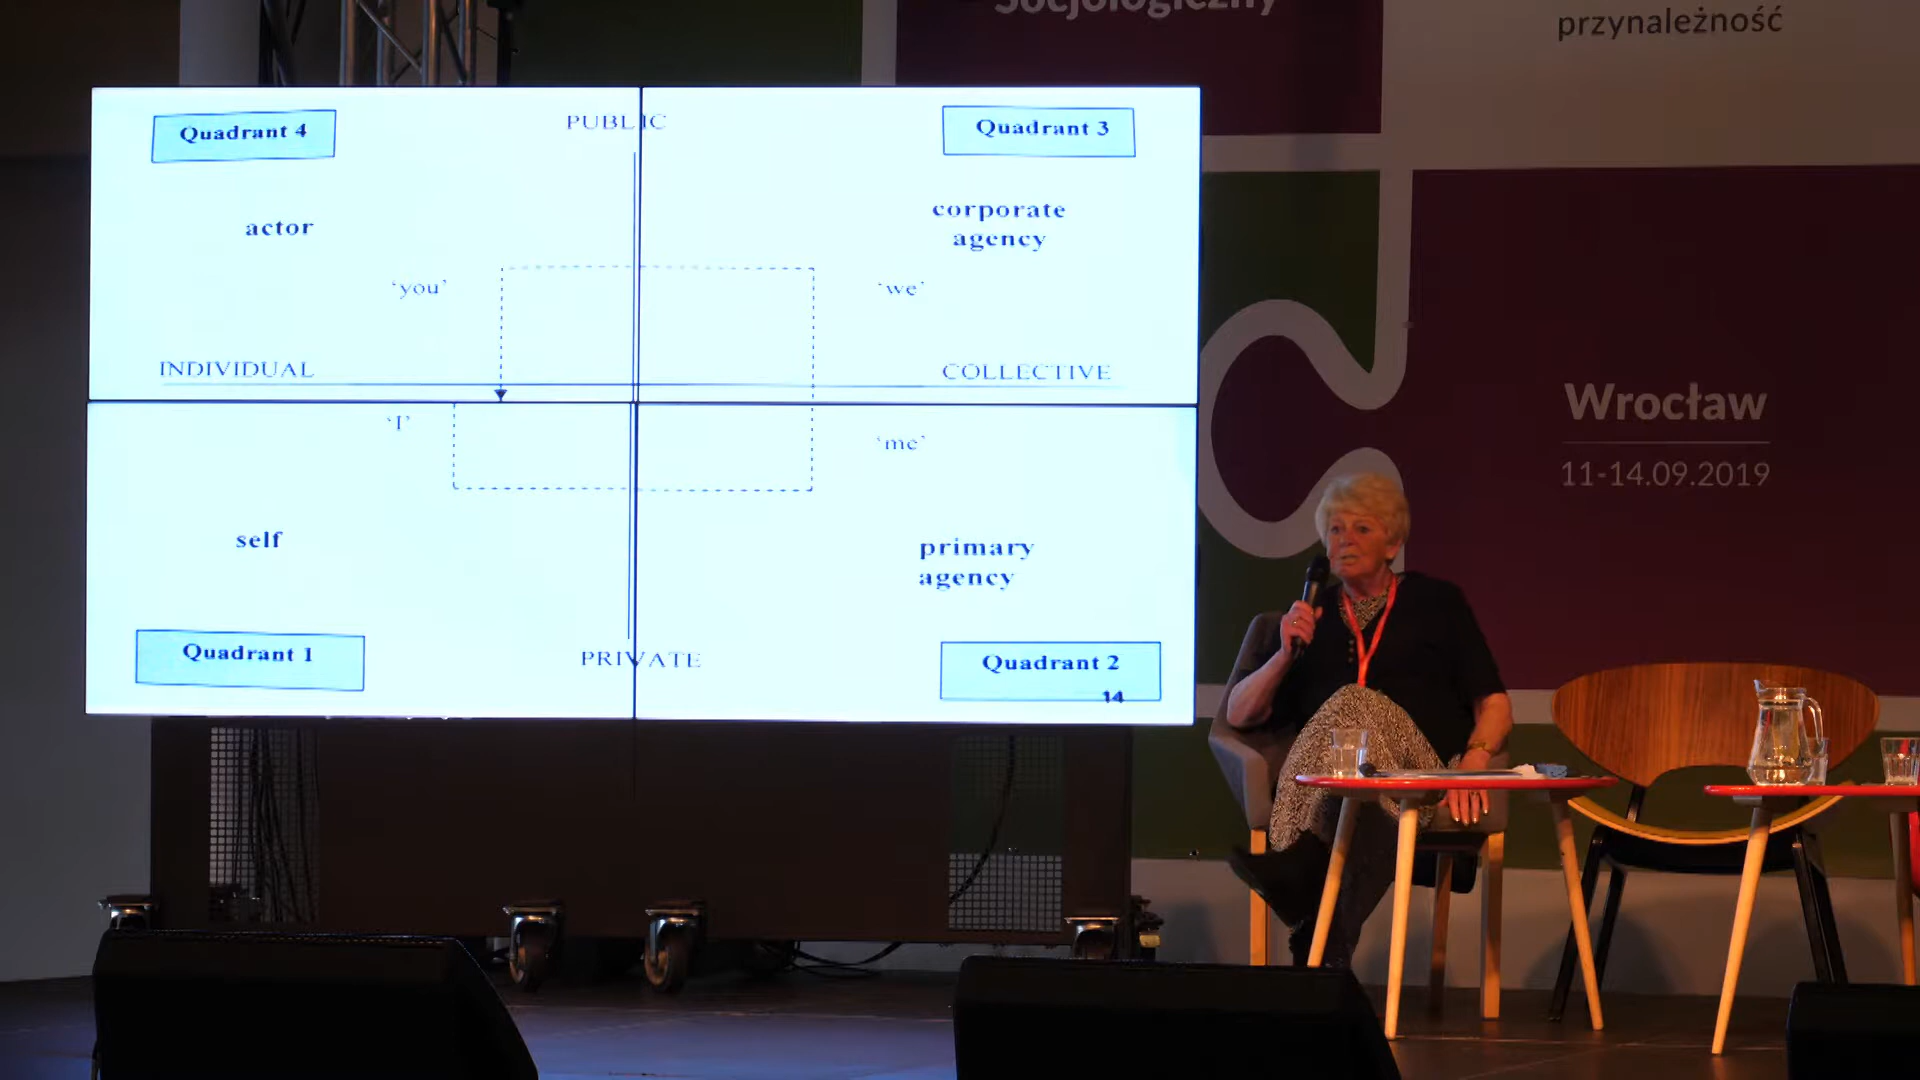 Socjologiczny
przynależność
Quadrant 4
PUBLIC
Quadrant 3
actor
corporate
agency
'you'
'we'
INDIVIDUAL
COLLECTIVE
'I'
'me'
self
primary
agency
Quadrant 1
PRIVATE
Quadrant 2
14
Wrocław
11-14.09.2019